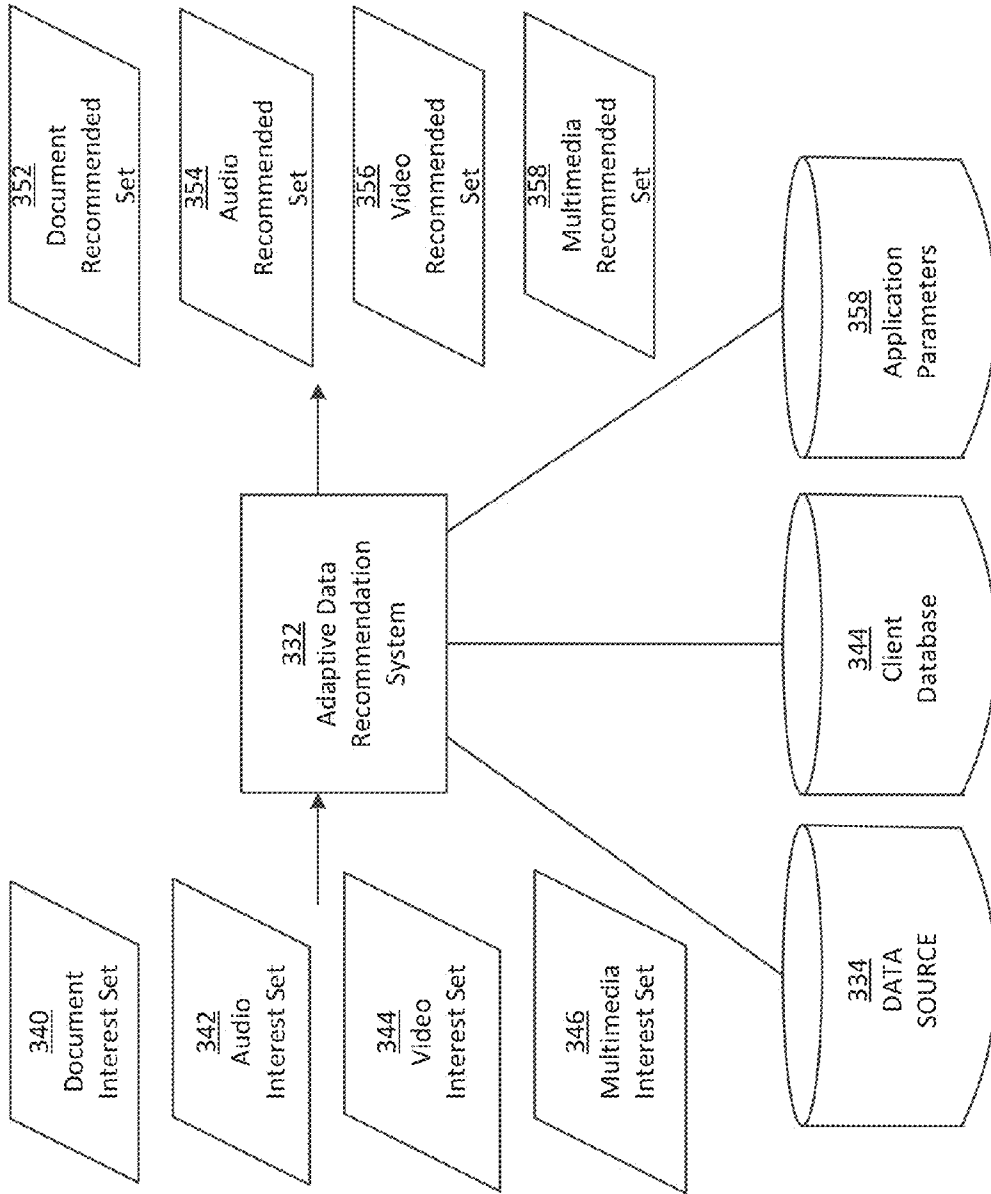 340
Document
Interest Set
342
Audio
Interest Set
344
Video
Interest Set
346
Multimedia
Interest Set
332
Adaptive Data
Recommendation
System
352
Document
Recommended
Set
354
Audio
Recommended
Set
356
Video
Recommended
Set
358
Multimedia
Recommended
Set
334
DATA
SOURCE
344
Client
Database
358
Application
Parameters